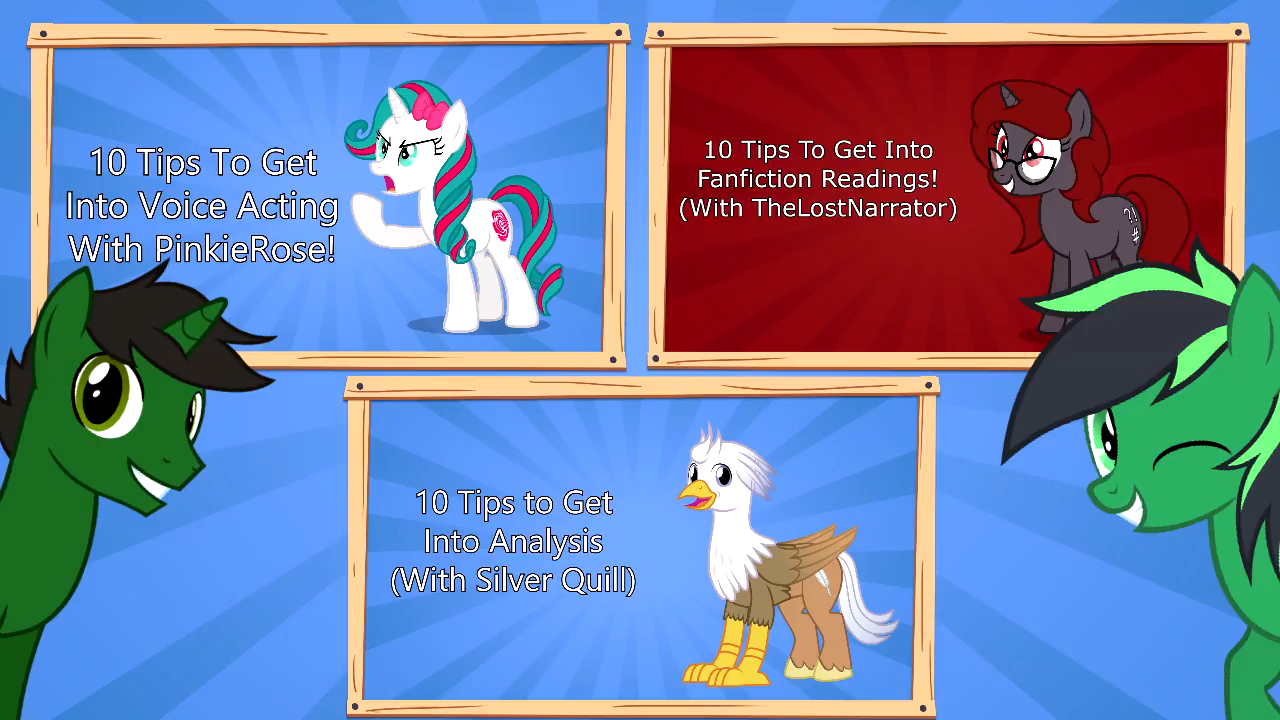 10 Tips To Get
Into Voice Acting
With PinkieRose!
10 Tips To Get Into
Fanfiction Readings!
(With TheLostNarrator)
?!
#
10 Tips to Get
Into Analysis
(With Silver Quill)